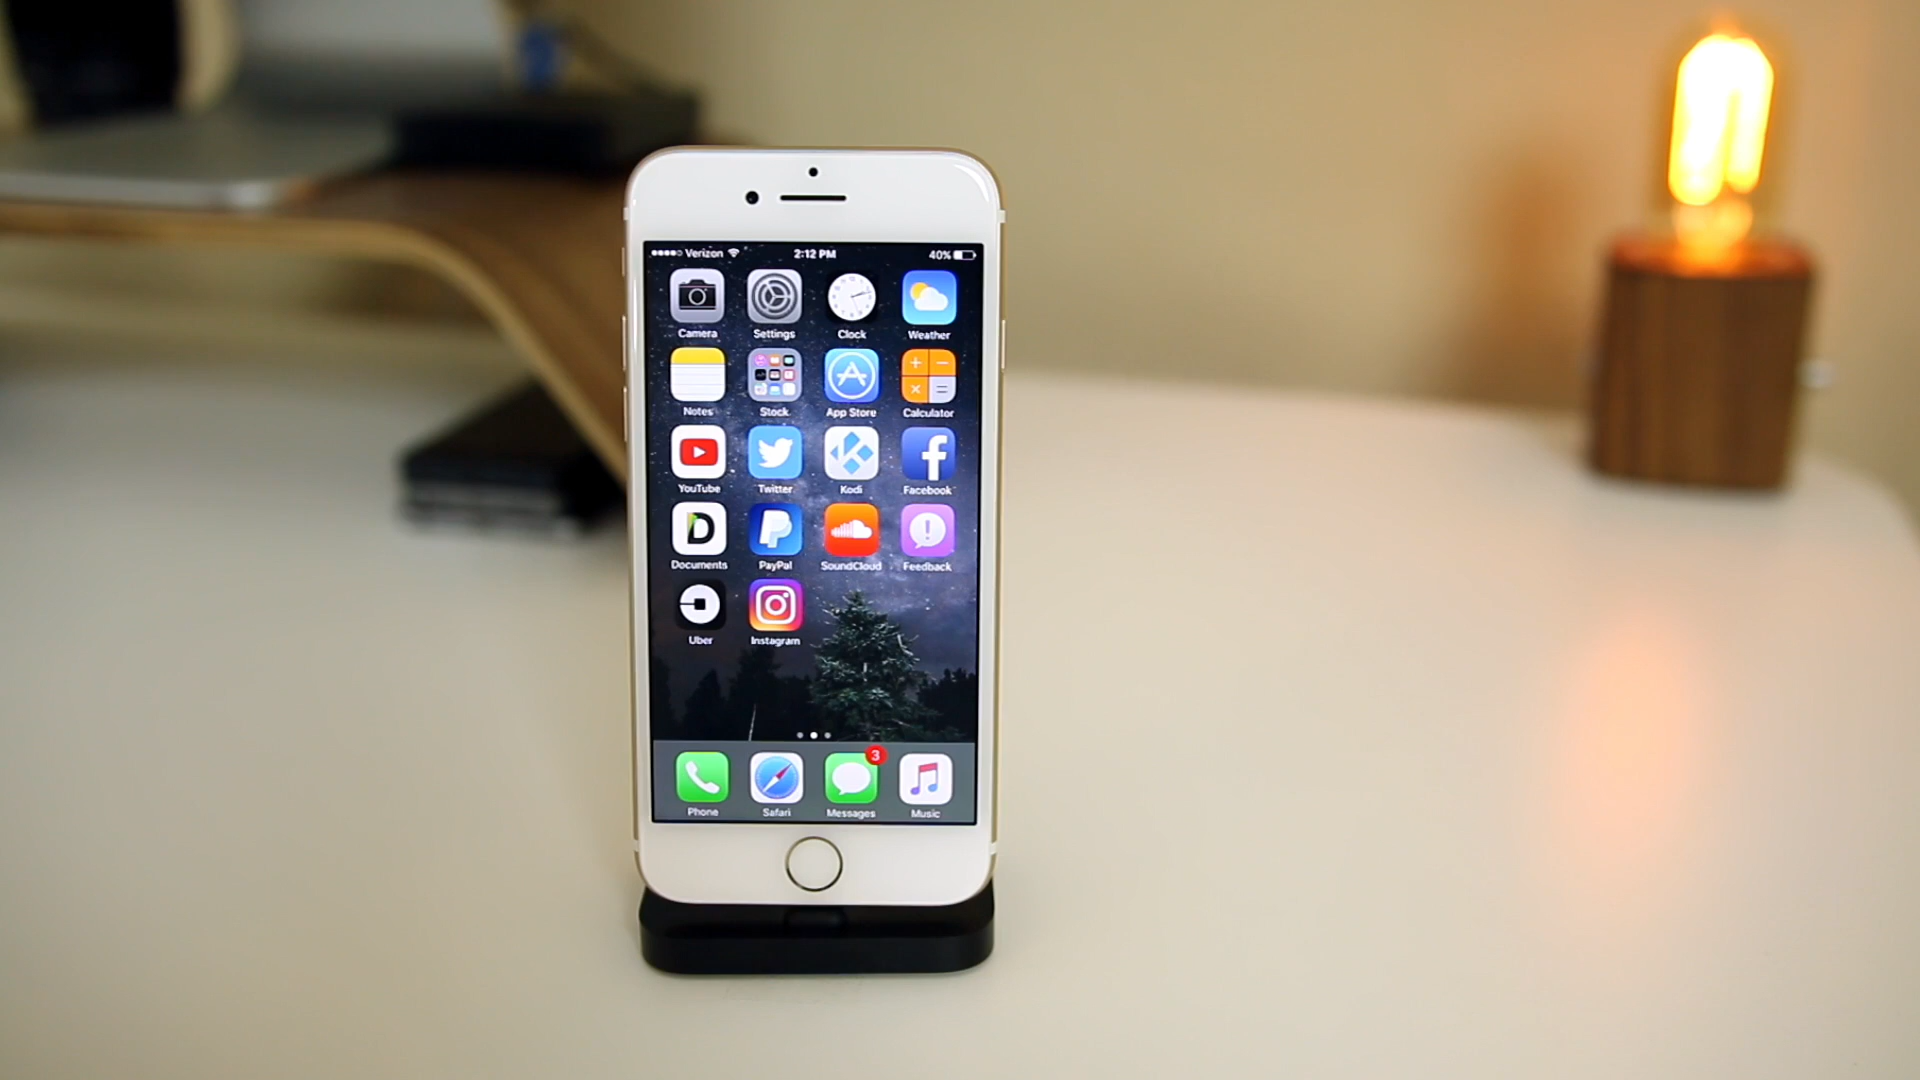 Verizon 2:12 PM 40%
Camera Settings Clock Weather
Notes Stock App Store Calculator
YouTube Twitter Kodi Facebook
Documents PayPal SoundCloud Feedback
Uber Instagram
3
Phone Safari Messages Music